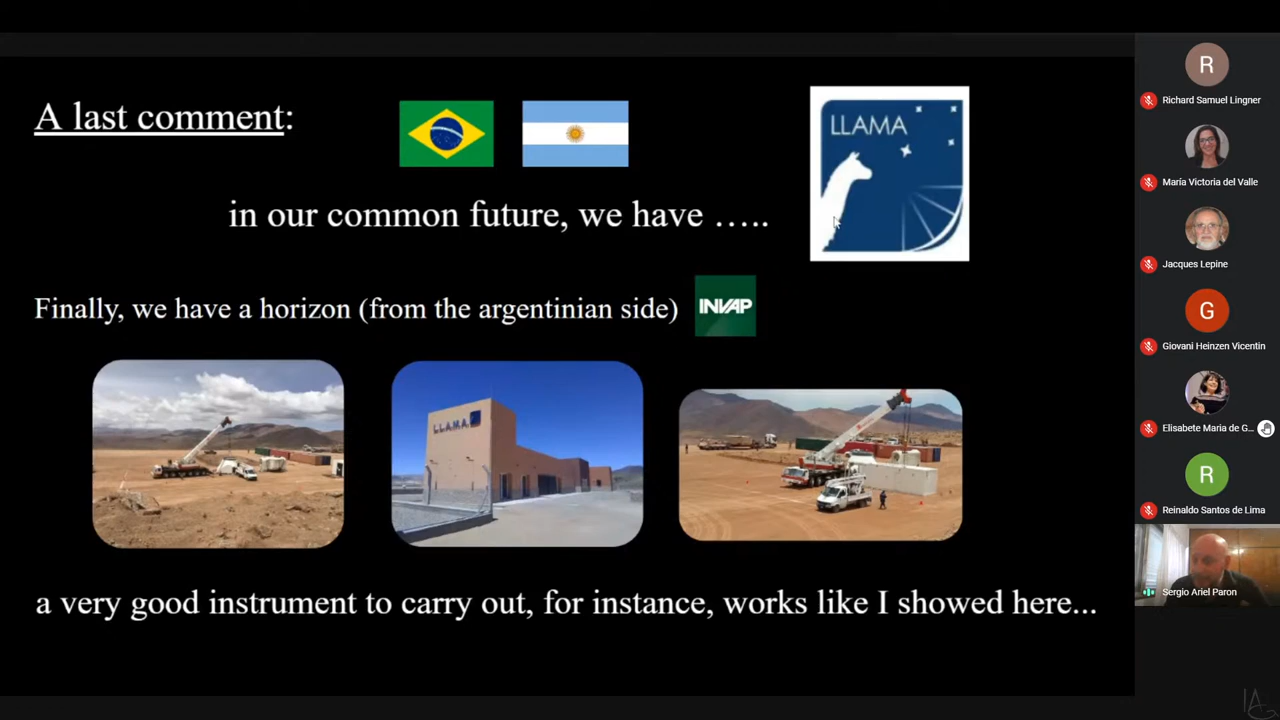 A last comment:
LLAMA
in our common future, we have …..
Finally, we have a horizon (from the argentinian side)
INVAP
LLAMA
a very good instrument to carry out, for instance, works like I showed here...
R
Richard Samuel Lingner
María Victoria del Valle
Jacques Lepine
G
Giovani Heinzen Vicentin
Elisabete Maria de G...
R
Reinaldo Santos de Lima
Sergio Ariel Paron
IAG